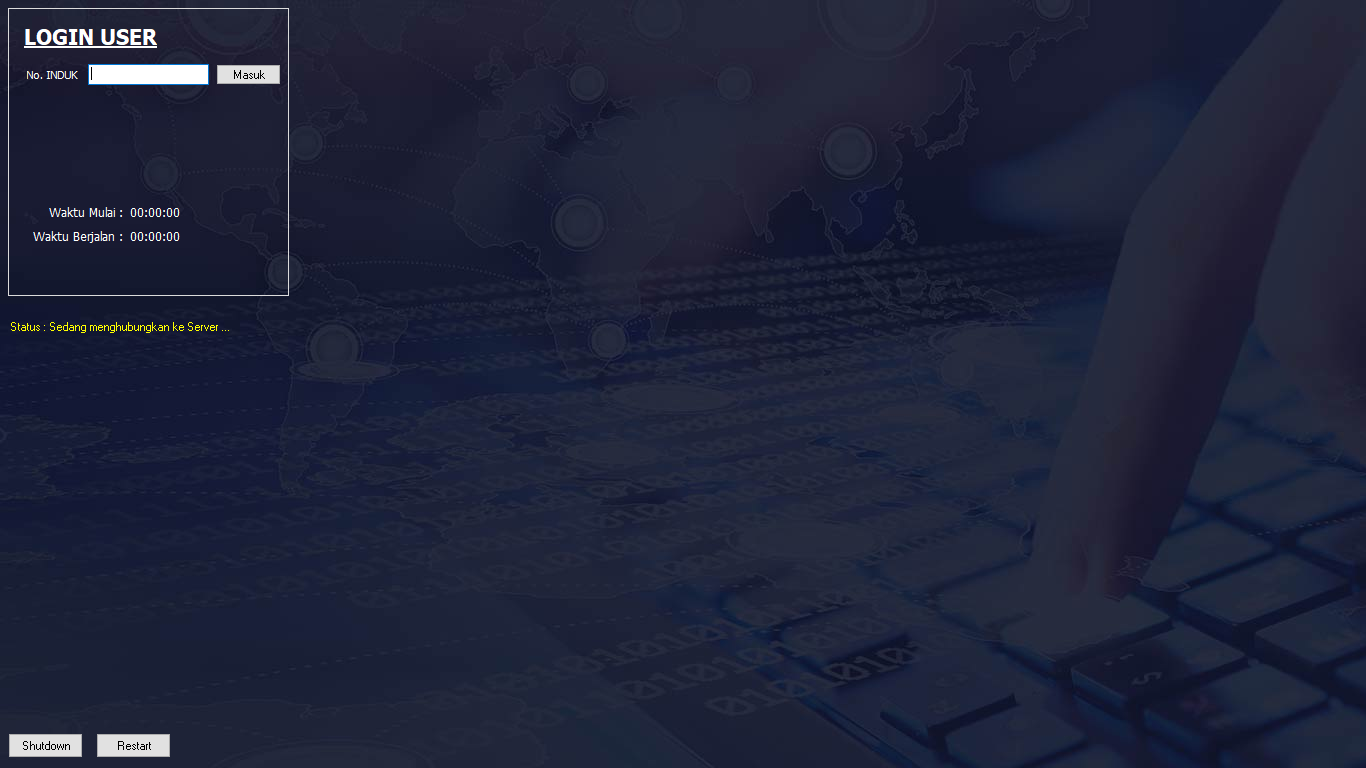 LOGIN USER
No. INDUK Masuk
Waktu Mulai : 00:00:00
Waktu Berjalan : 00:00:00
Status : Sedang menghubungkan ke Server ...
Shutdown Restart